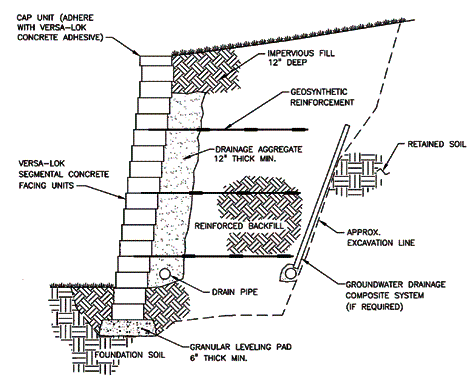 CAP UNIT (ADHERE
WITH VERSA-LOK
CONCRETE ADHESIVE)
IMPERVIOUS FILL
12" DEEP
GEOSYNTHETIC
REINFORCEMENT
DRAINAGE AGGREGATE
12" THICK MIN.
RETAINED SOIL
VERSA-LOK
SEGMENTAL CONCRETE
FACING UNITS
REINFORCED BACKFILL
APPROX.
EXCAVATION LINE
DRAIN PIPE
GROUNDWATER DRAINAGE
COMPOSITE SYSTEM
(IF REQUIRED)
GRANULAR LEVELING PAD
6" THICK MIN.
FOUNDATION SOIL